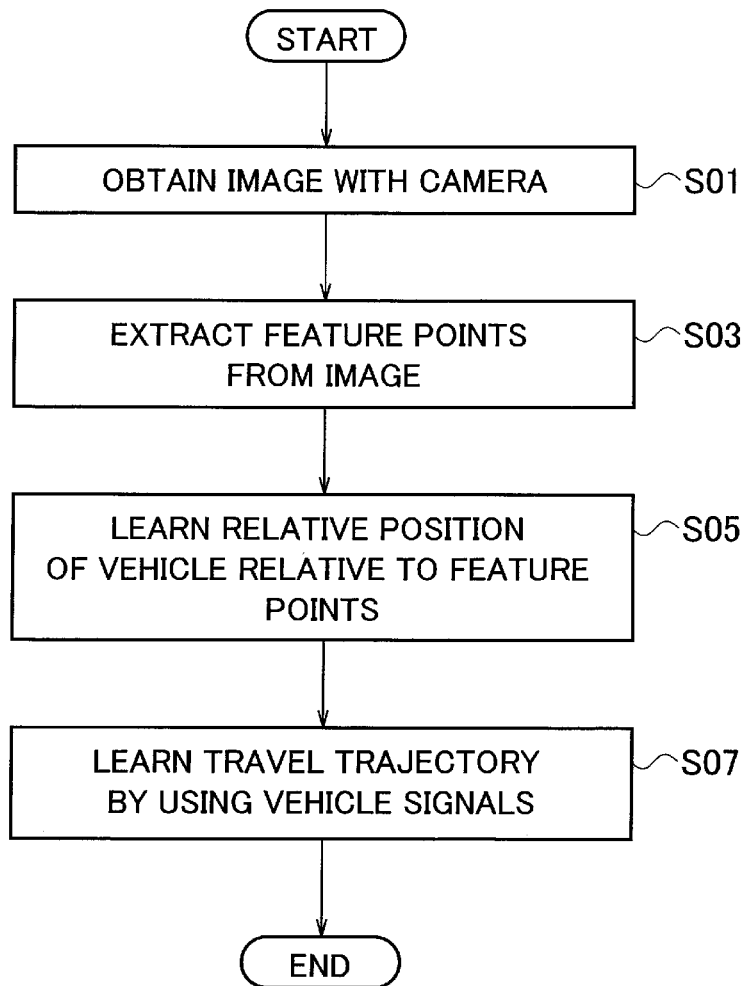 START
OBTAIN IMAGE WITH CAMERA
S01
EXTRACT FEATURE POINTS
FROM IMAGE
S03
LEARN RELATIVE POSITION
OF VEHICLE RELATIVE TO FEATURE
POINTS
S05
LEARN TRAVEL TRAJECTORY
BY USING VEHICLE SIGNALS
S07
END